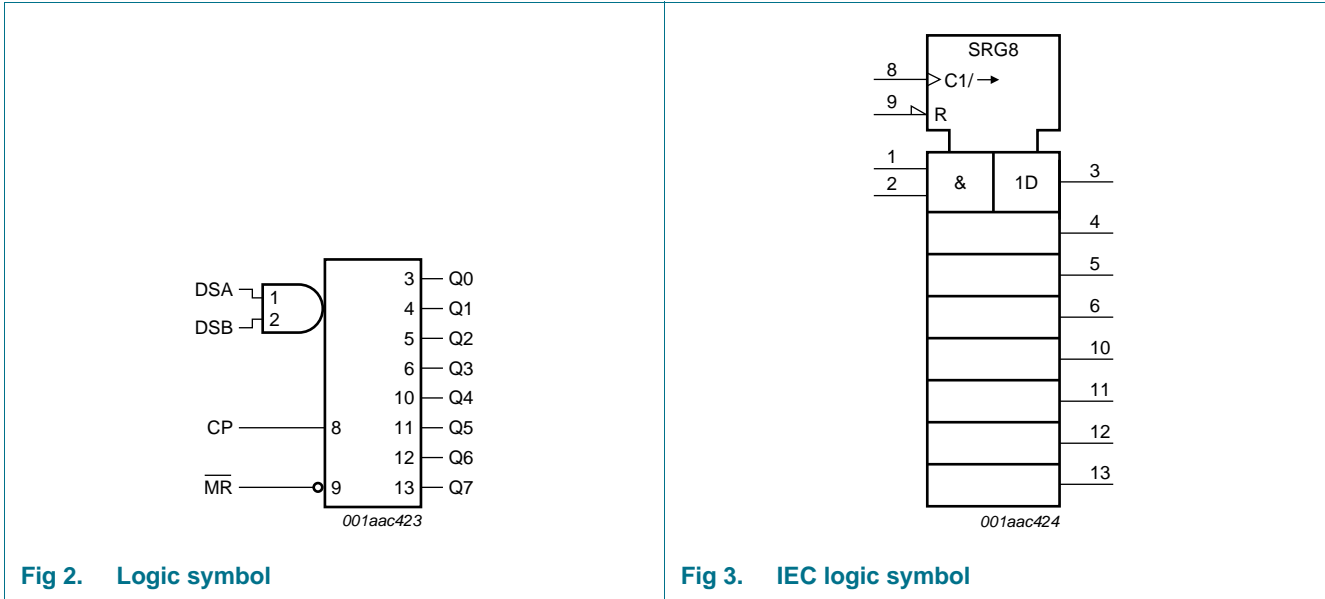 DSA
DSB
1
2
CP
8
MR
9
3 Q0
4 Q1
5 Q2
6 Q3
10 Q4
11 Q5
12 Q6
13 Q7
001aac423
Fig 2. Logic symbol
SRG8
8
C1/→
9
R
1
2
&
1D
3
4
5
6
10
11
12
13
001aac424
Fig 3. IEC logic symbol